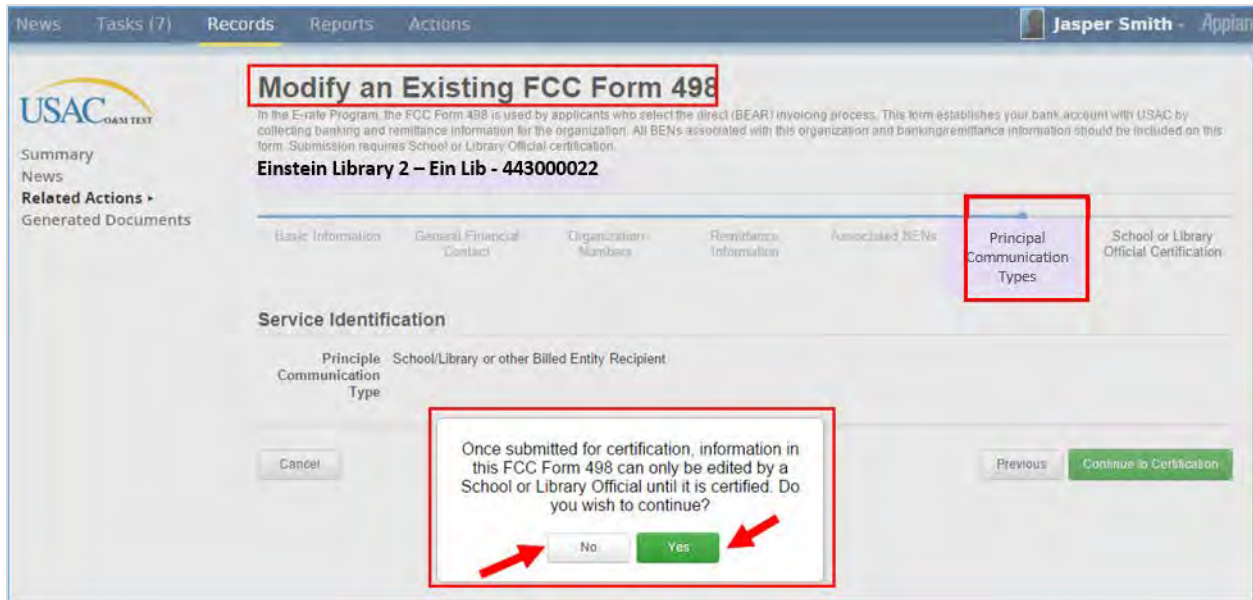 News Tasks (7) Records Reports Actions Jasper Smith - Appian
USAC O&M TEST
Summary
News
Related Actions ▸
Generated Documents
Modify an Existing FCC Form 498
In the E-rate Program, the FCC Form 498 is used by applicants who select the direct (BEAR) invoicing process. This form establishes your bank account with USAC by
collecting banking and remittance information for the organization. All BENs associated with this organization and banking/remittance information should be included on this
form. Submission requires School or Library Official certification.
Einstein Library 2 – Ein Lib - 443000022
Basic Information
General Financial
Contact
Organization
Numbers
Remittance
Information
Associated BENs
Principal
Communication
Types
School or Library
Official Certification
Service Identification
Principle
Communication
Type
School/Library or other Billed Entity Recipient
Once submitted for certification, information in
this FCC Form 498 can only be edited by a
School or Library Official until it is certified. Do
you wish to continue?
No Yes
Cancel Previous Continue to Certification